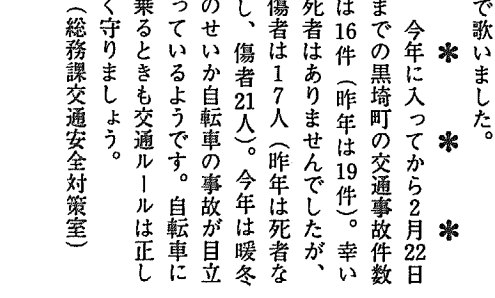 で歌いました。
＊　＊　＊
今年に入ってから2月22日
までの黒埼町の交通事故件数
は16件（昨年は19件）。幸い
死者はありませんでしたが、
傷者は17人（昨年は死者な
し、傷者21人）。今年は暖冬
のせいか自転車の事故が目立
っているようです。自転車に
乗るときも交通ルールは正し
く守りましょう。
（総務課交通安全対策室）